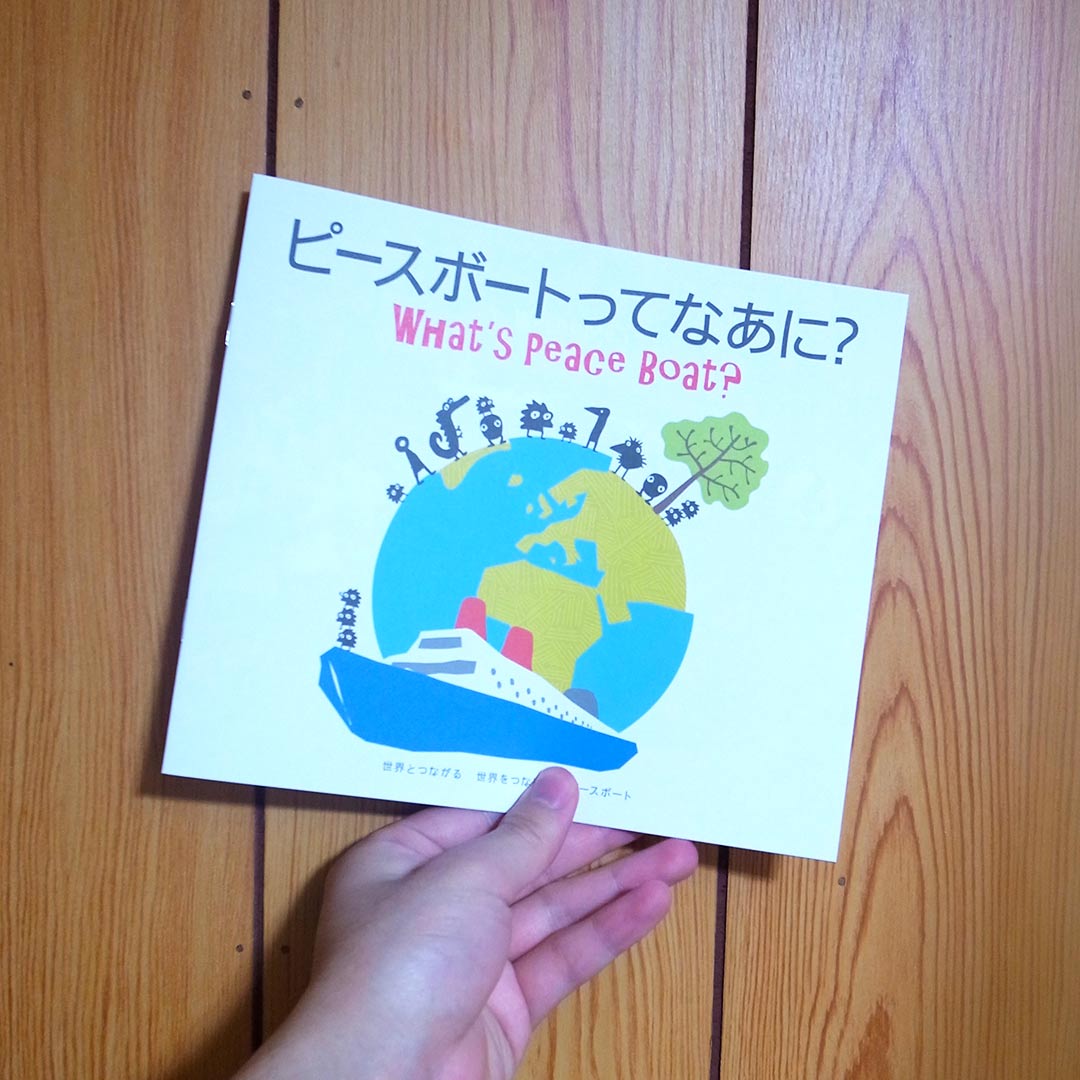 ピースボートってなあに?
WHat's Peace Boat?
世界とつながる 世界をつな ースボート